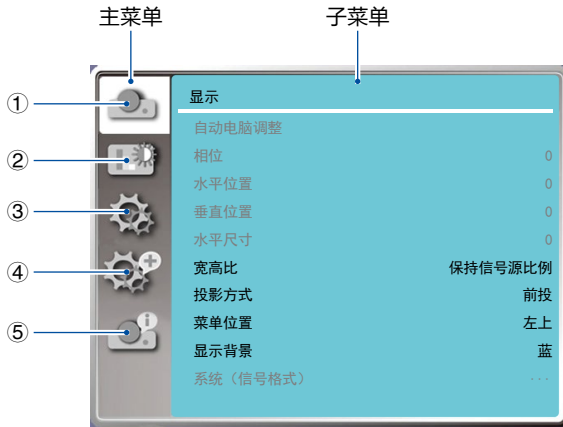 主菜单 子菜单
① 显示
自动电脑调整
② 相位 0
水平位置 0
③ 垂直位置 0
水平尺寸 0
④ 宽高比 保持信号源比例
投影方式 前投
⑤ 菜单位置 左上
显示背景 蓝
系统（信号格式） ...